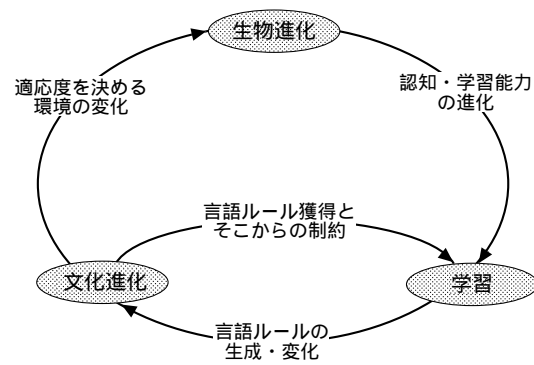 生物進化
適応度を決める
環境の変化
認知・学習能力
の進化
言語ルール獲得と
そこからの制約
文化進化
学習
言語ルールの
生成・変化